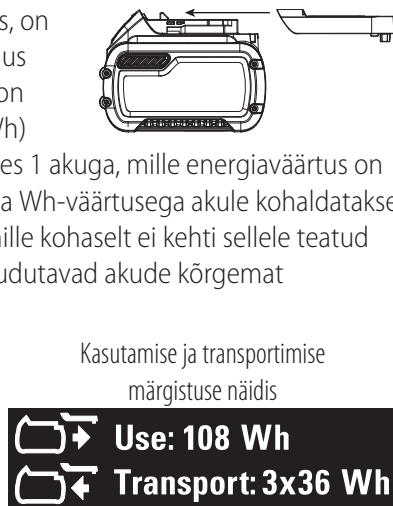 s, on
us
on
Vh)
es 1 akuga, mille energiaväärtus on
a Wh-väärtusega akule kohaldatakse
nille kohaselt ei kehti sellele teatud
udutavad akude kõrgemat
Kasutamise ja transportimise
märgistuse näidis
Use: 108 Wh
Transport: 3x36 Wh